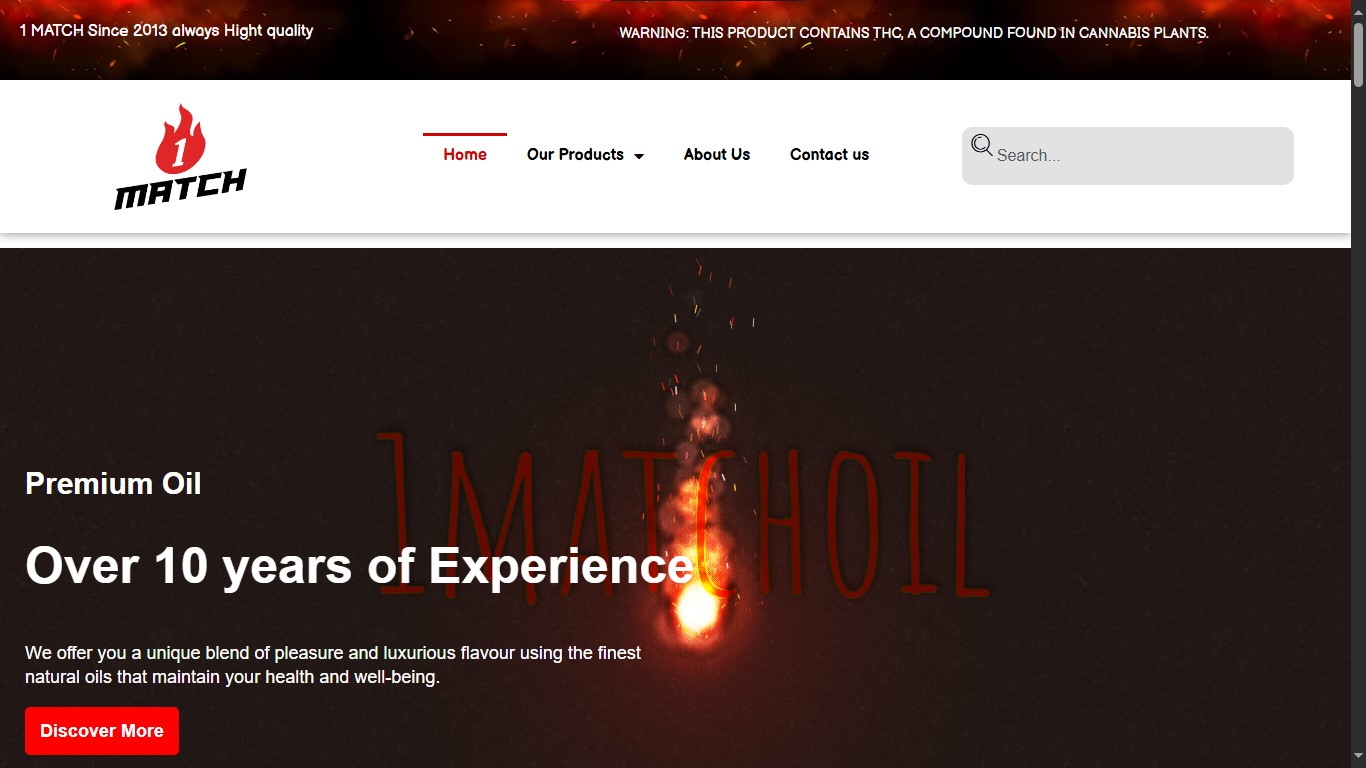 1 MATCH Since 2013 always Hight quality
WARNING: THIS PRODUCT CONTAINS THC, A COMPOUND FOUND IN CANNABIS PLANTS.
1
MATCH
Home
Our Products
About Us
Contact us
Search...
1MATCHOIL
Premium Oil
Over 10 years of Experience
We offer you a unique blend of pleasure and luxurious flavour using the finest
natural oils that maintain your health and well-being.
Discover More